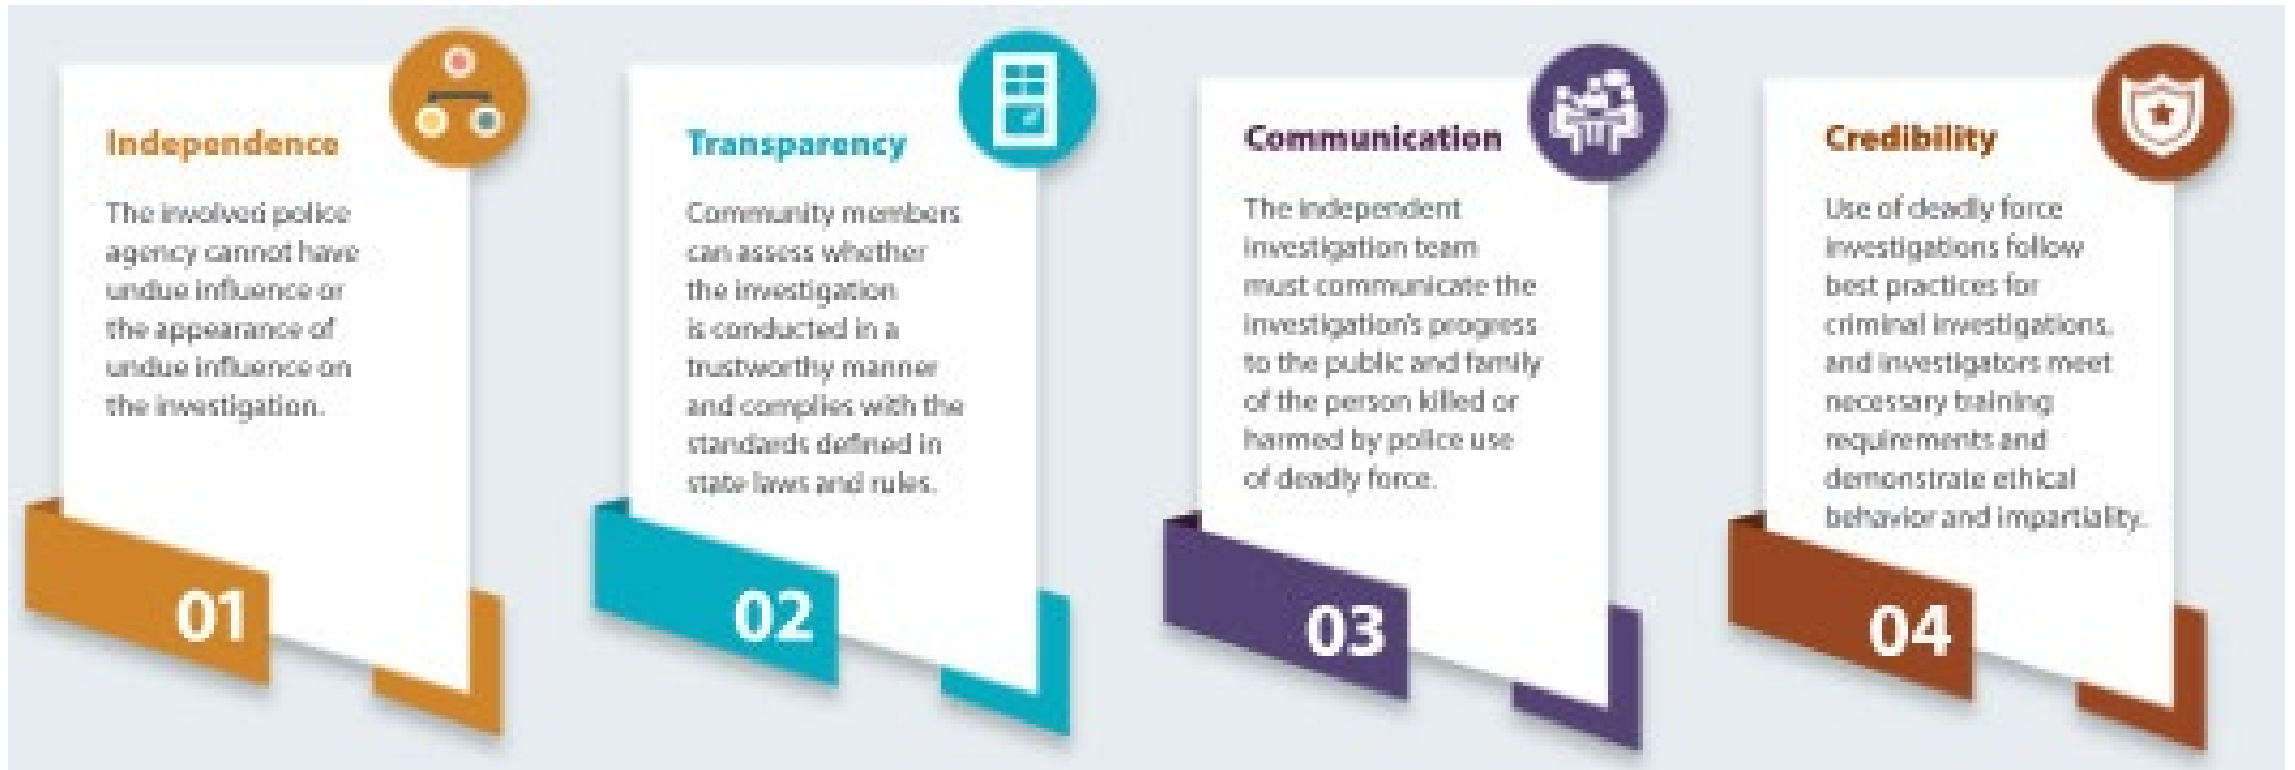 Independence
The involved police
agency cannot have
undue influence or
the appearance of
undue influence on
the investigation.
01
Transparency
Community members
can assess whether
the investigation
is conducted in a
trustworthy manner
and complies with the
standards defined in
state laws and rules.
02
Communication
The independent
investigation team
must communicate the
investigation's progress
to the public and family
of the person killed or
harmed by police use
of deadly force.
03
Credibility
Use of deadly force
investigations follow
best practices for
criminal investigations,
and investigators meet
necessary training
requirements and
demonstrate ethical
behavior and impartiality.
04